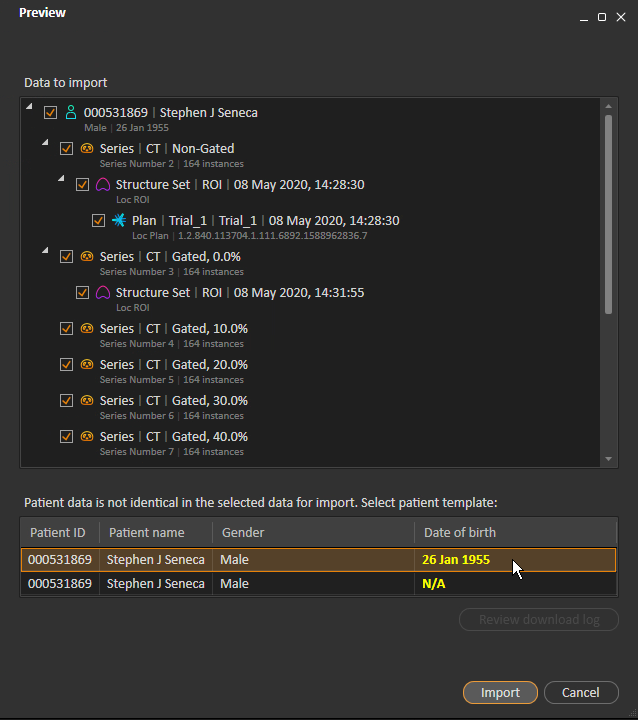 Preview
Data to import
000531869 | Stephen J Seneca
Male | 26 Jan 1955
Series | CT | Non-Gated
Series Number 2 | 164 instances
Structure Set | ROI | 08 May 2020, 14:28:30
Loc ROI
Plan | Trial_1 | Trial_1 | 08 May 2020, 14:28:30
Loc Plan | 1.2.840.113704.1.111.6892.1588962836.7
Series | CT | Gated, 0.0%
Series Number 3 | 164 instances
Structure Set | ROI | 08 May 2020, 14:31:55
Loc ROI
Series | CT | Gated, 10.0%
Series Number 4 | 164 instances
Series | CT | Gated, 20.0%
Series Number 5 | 164 instances
Series | CT | Gated, 30.0%
Series Number 6 | 164 instances
Series | CT | Gated, 40.0%
Series Number 7 | 164 instances
Patient data is not identical in the selected data for import. Select patient template:
Patient ID Patient name Gender Date of birth
000531869 Stephen J Seneca Male 26 Jan 1955
000531869 Stephen J Seneca Male N/A
Review download log
Import Cancel